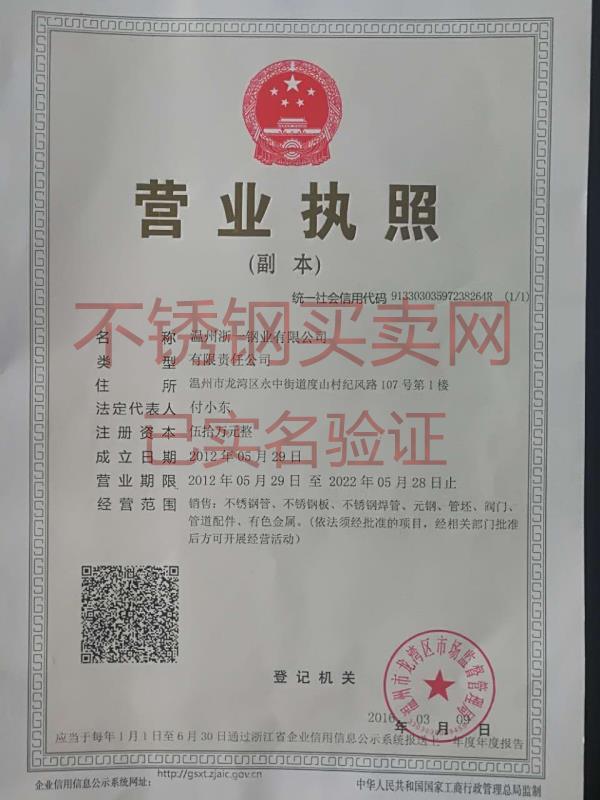 营业执照
(副 本)
统一社会信用代码 91330303597238264R (1/1)
不锈钢买卖网
名 称 温州浙一钢业有限公司
类 型 有限责任公司
住 所 温州市龙湾区永中街道度山村纪风路107号第1楼
法定代表人 付小东
已实名验证
注册资本 伍拾万元整
成立日期 2012年05月29日
营业期限 2012年05月29日 至 2022年05月28日止
经营范围 销售：不锈钢管、不锈钢板、不锈钢焊管、元钢、管坯、阀门、
管道配件、有色金属。(依法须经批准的项目，经相关部门批准
后方可开展经营活动)
登记机关
温州市龙湾区市场监督管理局
2016年03月09日
应当于每年1月1日至6月30日通过浙江省企业信用信息公示系统报送上一年度年度报告
企业信用信息公示系统网址：
http://gsxt.zjaic.gov.cn
中华人民共和国国家工商行政管理总局监制